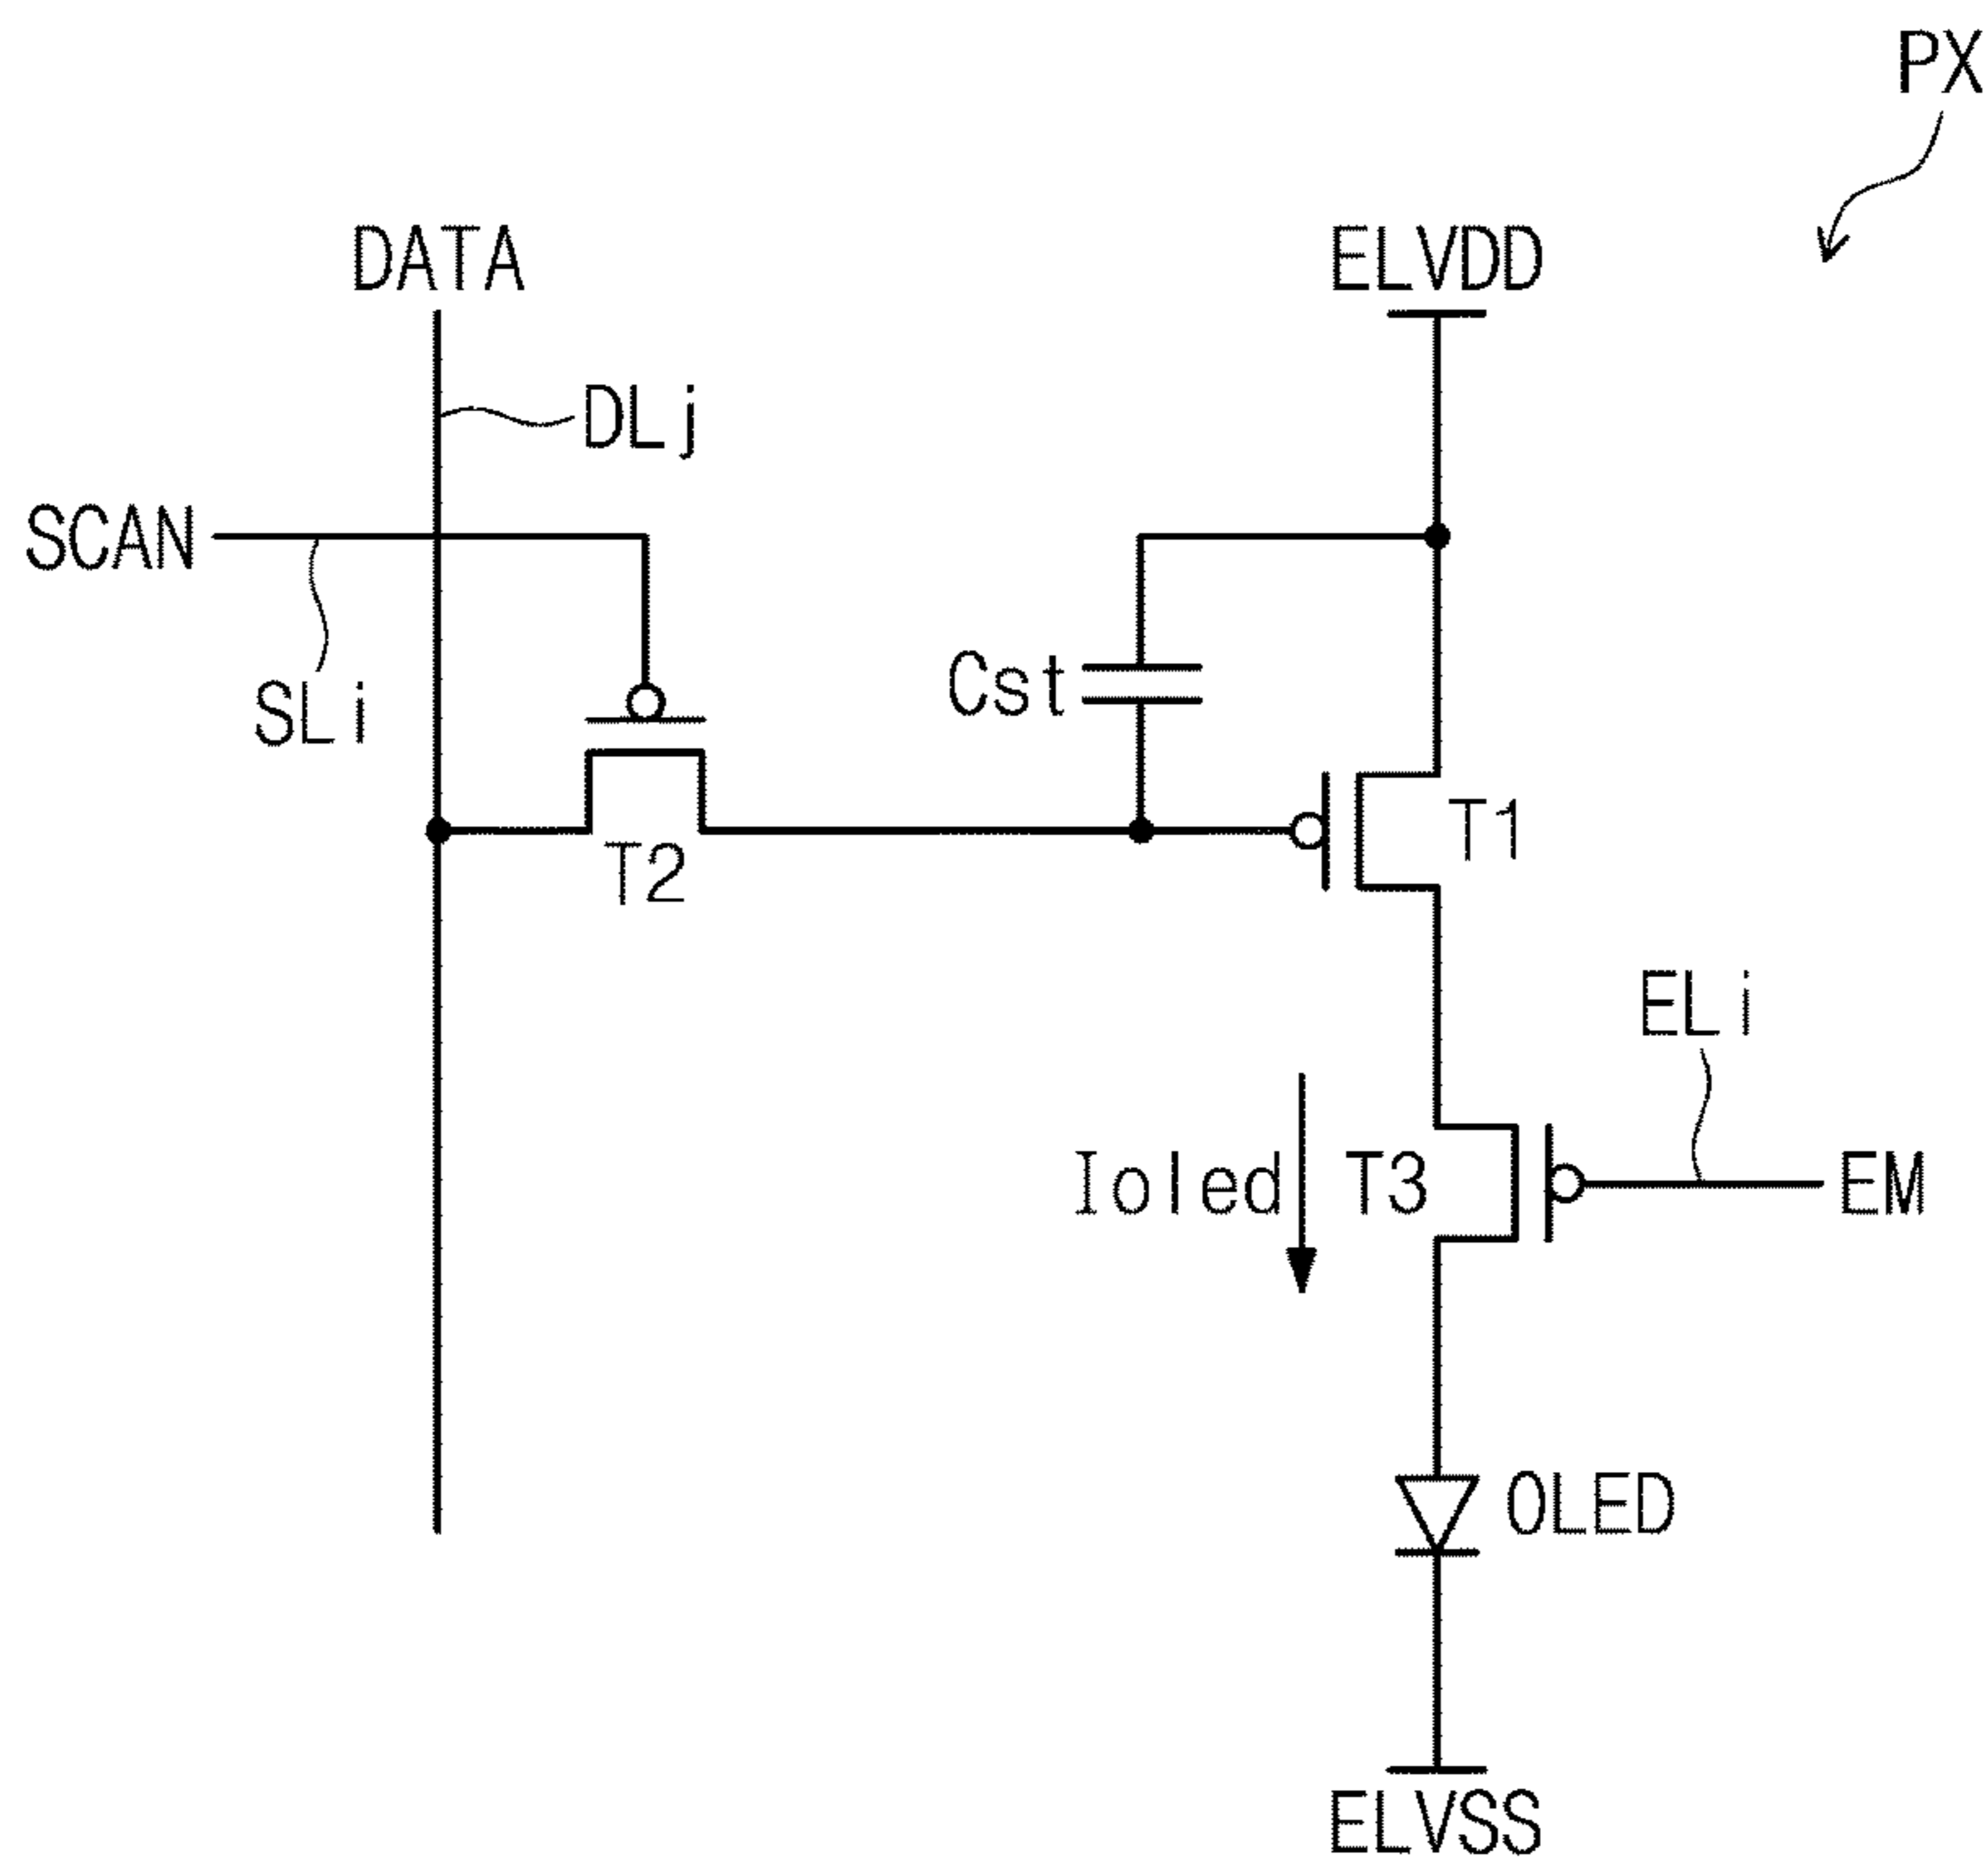 PX
DATA
ELVDD
DLj
SCAN
SLi
Cst
T1
T2
ELi
Ioled
T3
EM
OLED
ELVSS